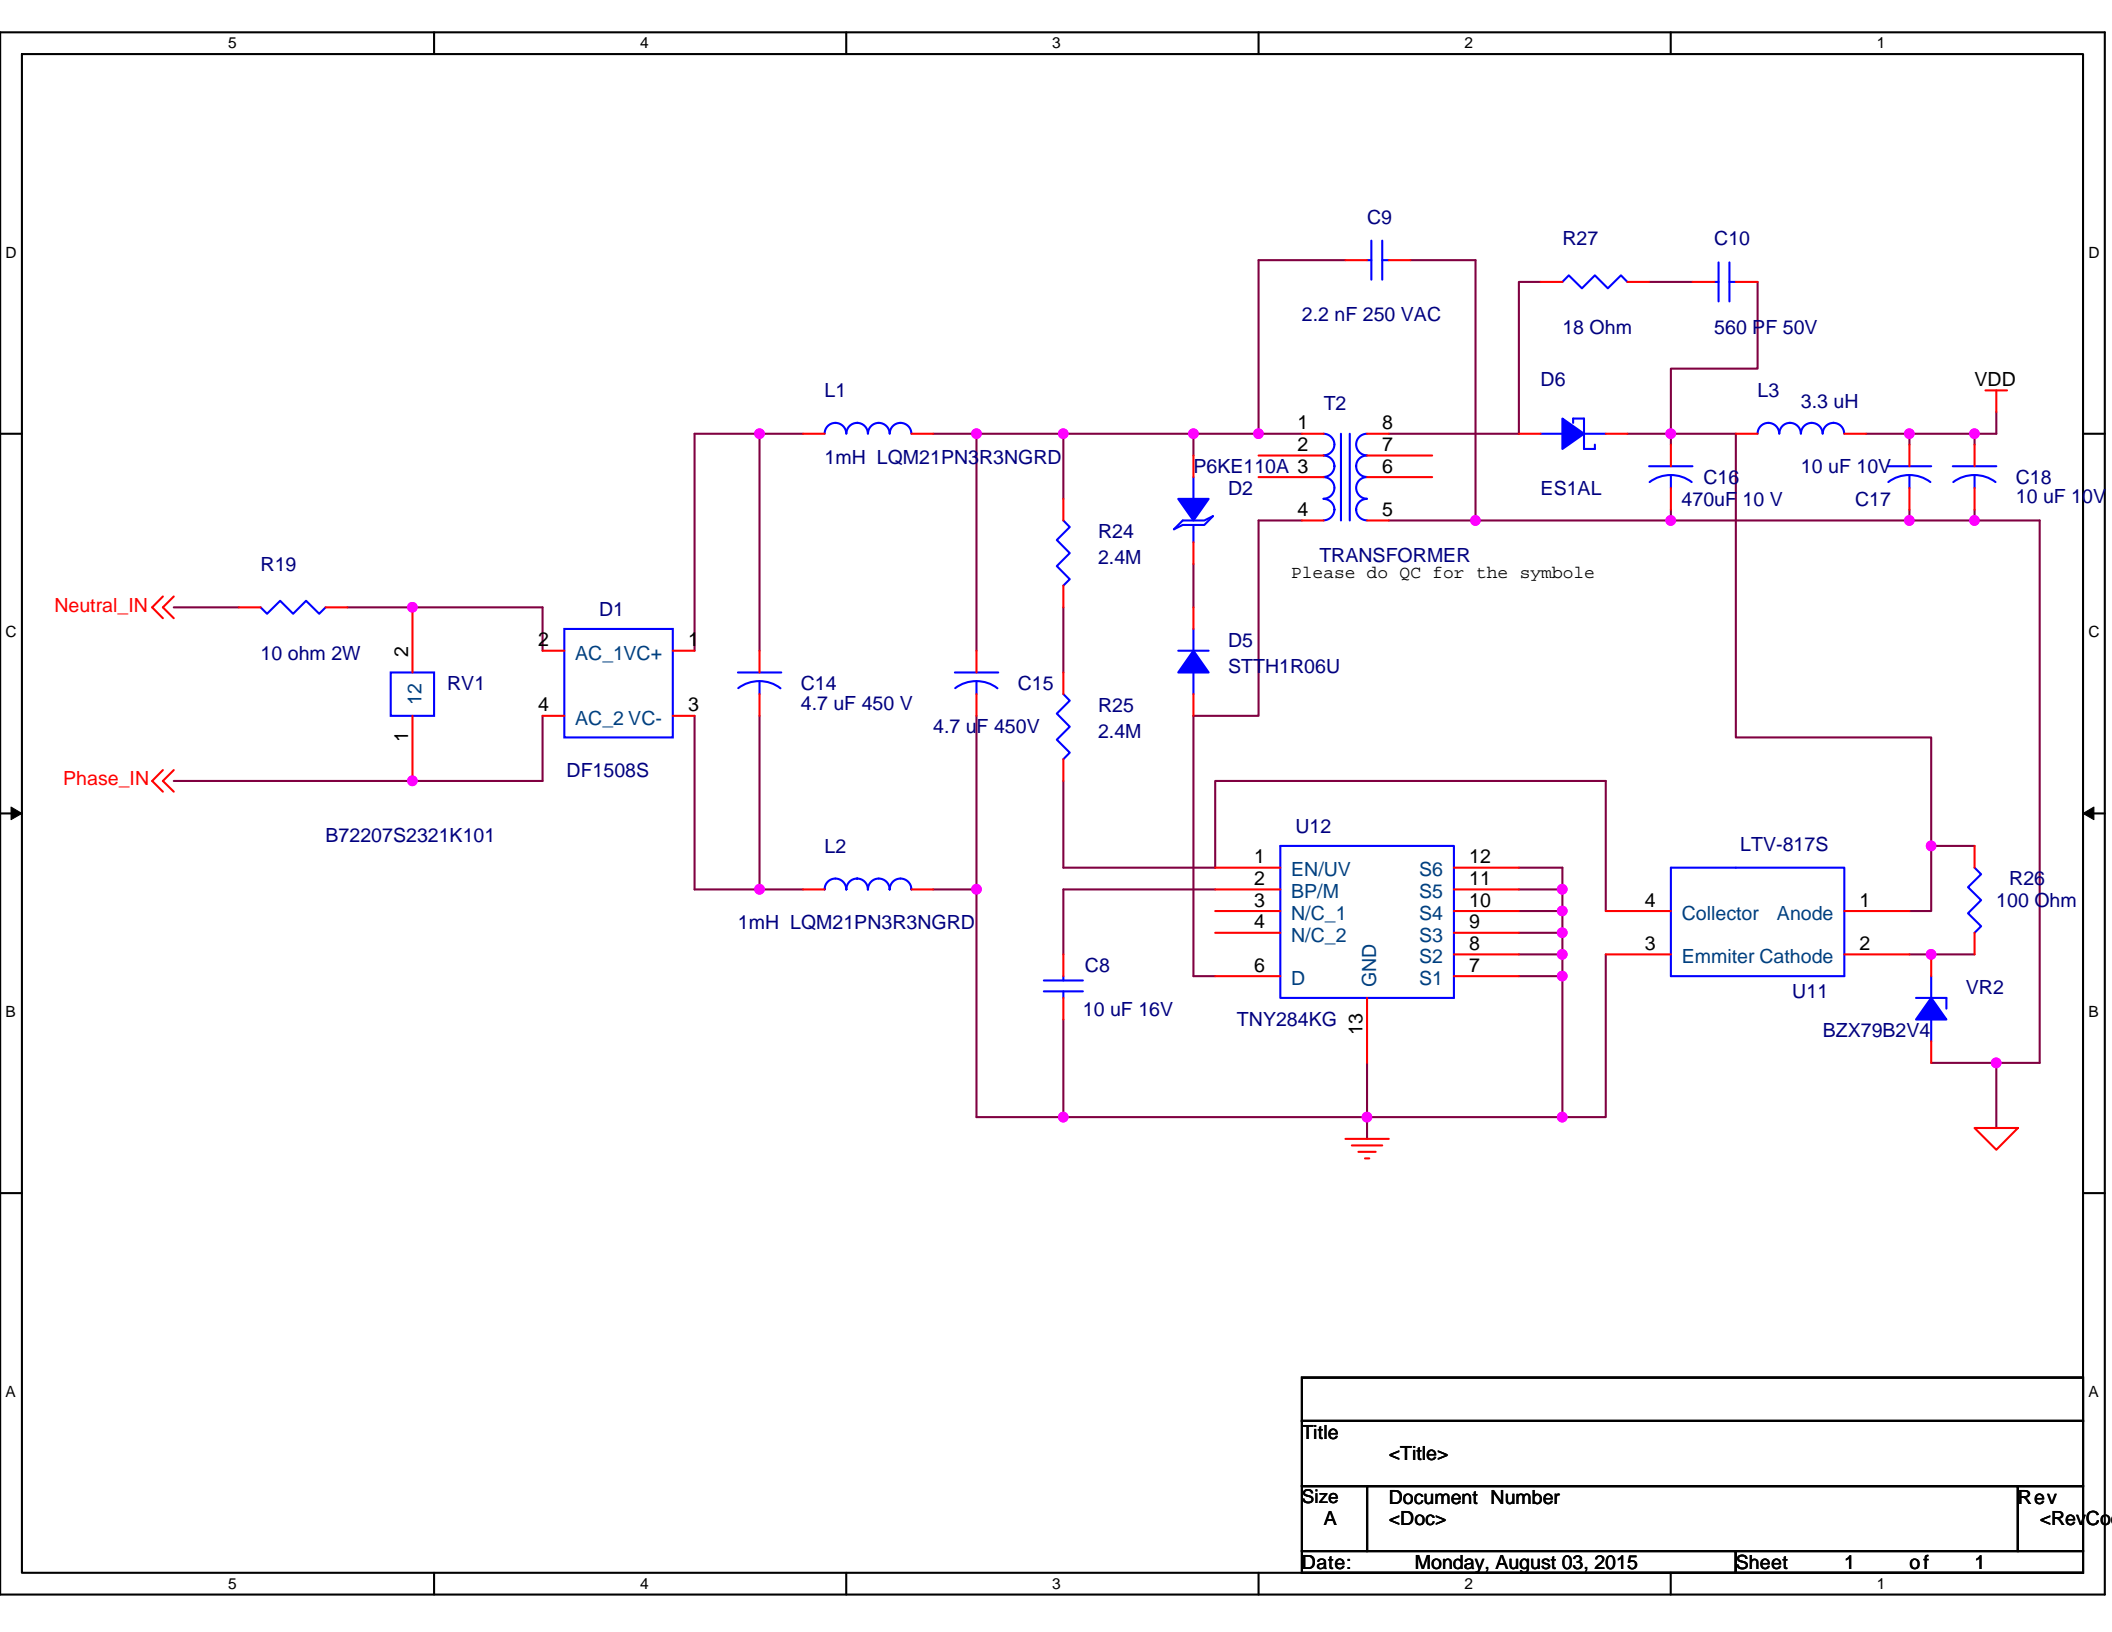 5 4 3 2 1
D
D
C9
R27
C10
2.2 nF 250 VAC
18 Ohm
560 PF 50V
L1
D6
L3
VDD
T2
3.3 uH
1
2
3
4
8
7
6
5
1mH LQM21PN3R3NGRD
P6KE110A
D2
ES1AL
C16
470uF 10 V
10 uF 10V
C17
C18
10 uF 10V
R24
2.4M
TRANSFORMER
Please do QC for the symbole
R19
Neutral_IN
D1
C
C
10 ohm 2W
2
2
AC_1
VC+
1
D5
STTH1R06U
RV1
12
C14
4.7 uF 450 V
C15
4.7 uF 450V
4
AC_2
VC-
3
R25
2.4M
1
Phase_IN
DF1508S
B72207S2321K101
U12
L2
LTV-817S
1 EN/UV S6 12
2 BP/M S5 11
3 N/C_1 S4 10
4 N/C_2 S3 9
S2 8
6 D S1 7
GND
13
R26
100 Ohm
4 Collector Anode 1
3 Emmiter Cathode 2
1mH LQM21PN3R3NGRD
C8
10 uF 16V
U11
VR2
TNY284KG
BZX79B2V4
B
B
A
A
Title
<Title>
Size
A
Document Number
<Doc>
Rev
<RevCo
Date: Monday, August 03, 2015 Sheet 1 of 1
5 4 3 2 1